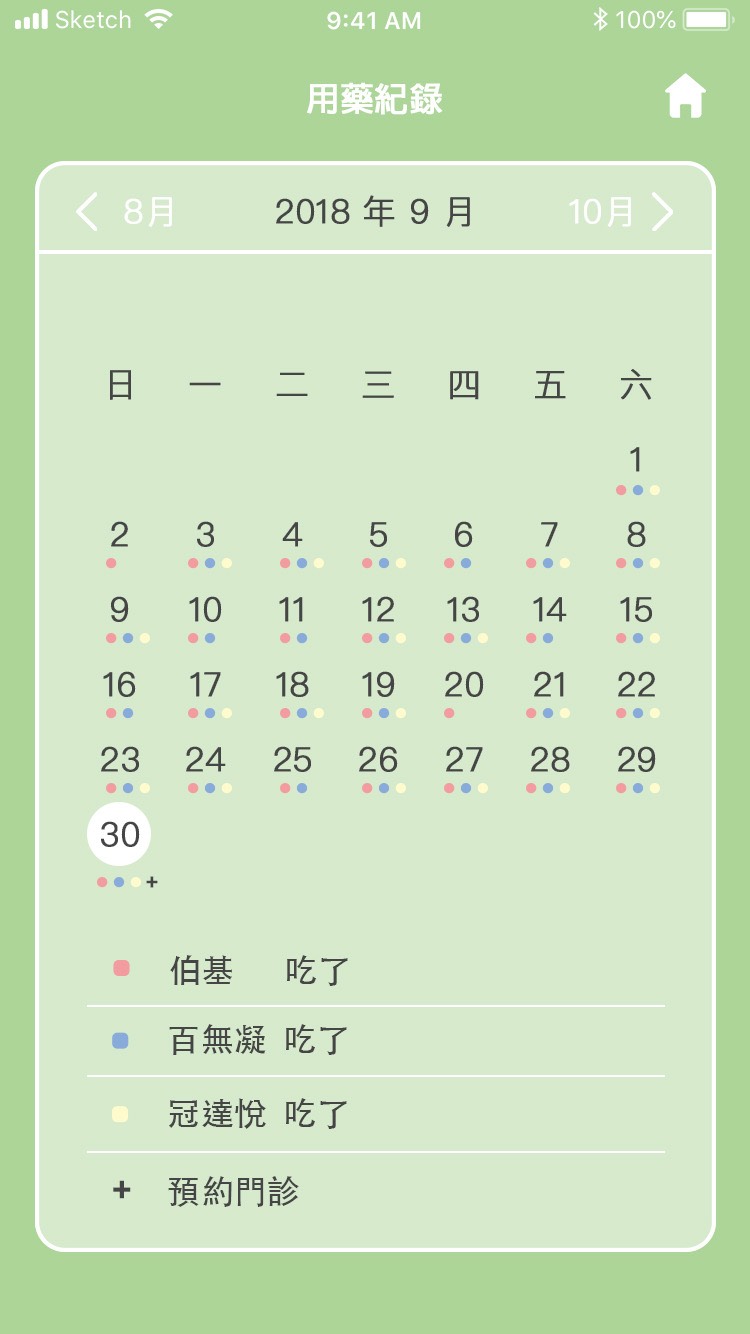 Sketch 9:41 AM 100%
用藥紀錄
8月 2018 年 9 月 10月
日 一 二 三 四 五 六
1
2 3 4 5 6 7 8
9 10 11 12 13 14 15
16 17 18 19 20 21 22
23 24 25 26 27 28 29
30
+
伯基 吃了
百無凝 吃了
冠達悅 吃了
+ 預約門診